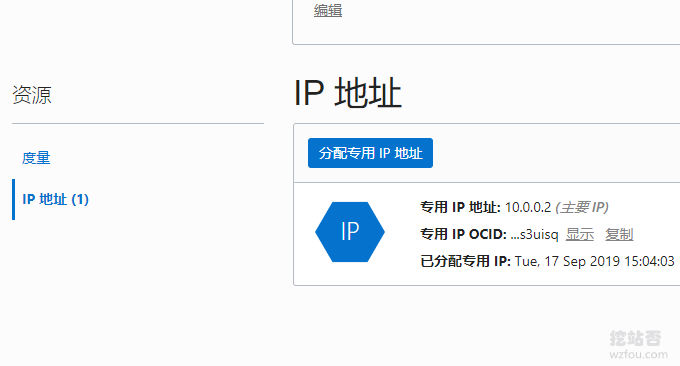 编辑
资源
度量
IP 地址 (1)
IP 地址
分配专用 IP 地址
IP
专用 IP 地址: 10.0.0.2 (主要 IP)
专用 IP OCID: ...s3uisq 显示 复制
已分配专用 IP: Tue, 17 Sep 2019 15:04:03
挖站否
wzfou.com